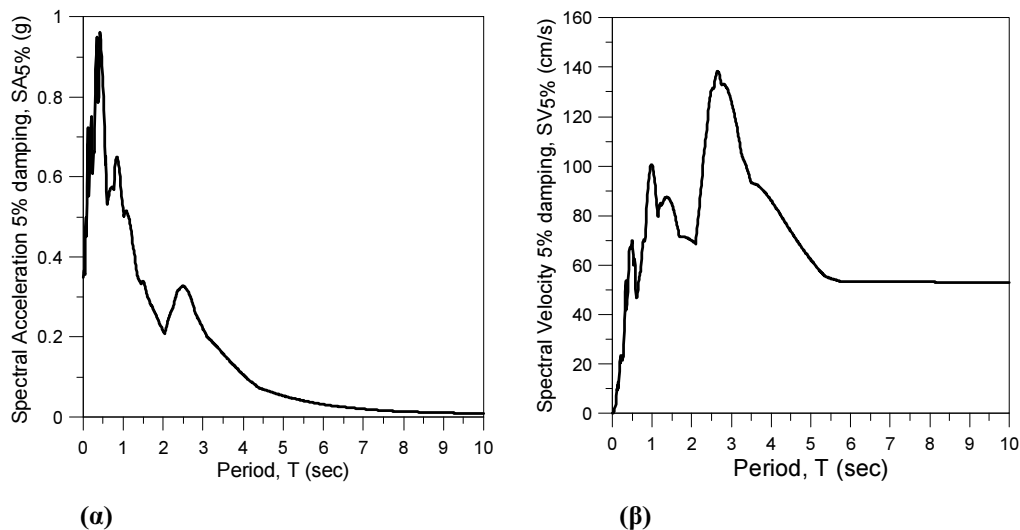 Spectral Acceleration 5% damping, SA5% (g)
1
0.8
0.6
0.4
0.2
0
0 1 2 3 4 5 6 7 8 9 10
Period, T (sec)
(α)
Spectral Velocity 5% damping, SV5% (cm/s)
160
140
120
100
80
60
40
20
0
0 1 2 3 4 5 6 7 8 9 10
Period, T (sec)
(β)